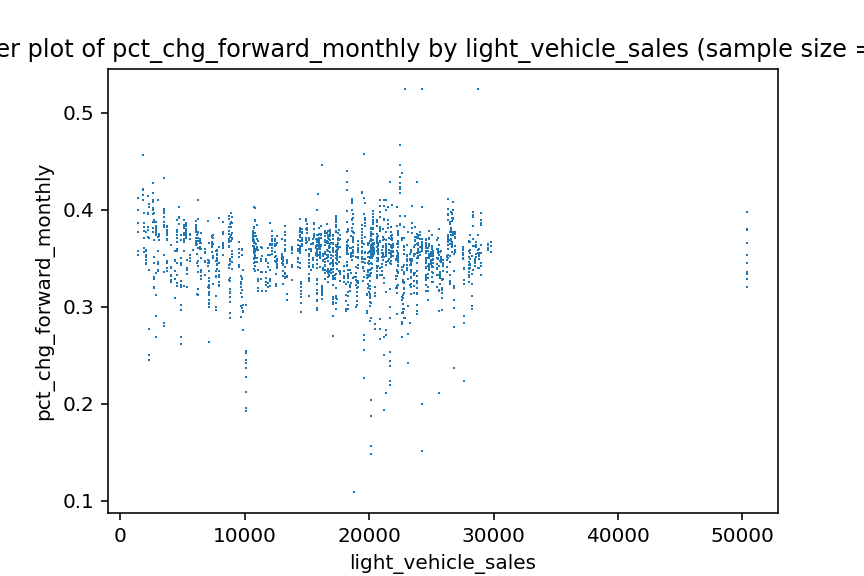 er plot of pct_chg_forward_monthly by light_vehicle_sales (sample size =
0.5
0.4
0.3
0.2
0.1
pct_chg_forward_monthly
0 10000 20000 30000 40000 50000
light_vehicle_sales